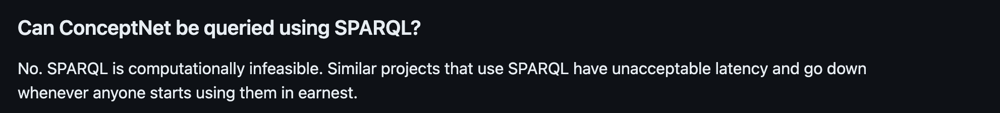 Can ConceptNet be queried using SPARQL?
No. SPARQL is computationally infeasible. Similar projects that use SPARQL have unacceptable latency and go down
whenever anyone starts using them in earnest.